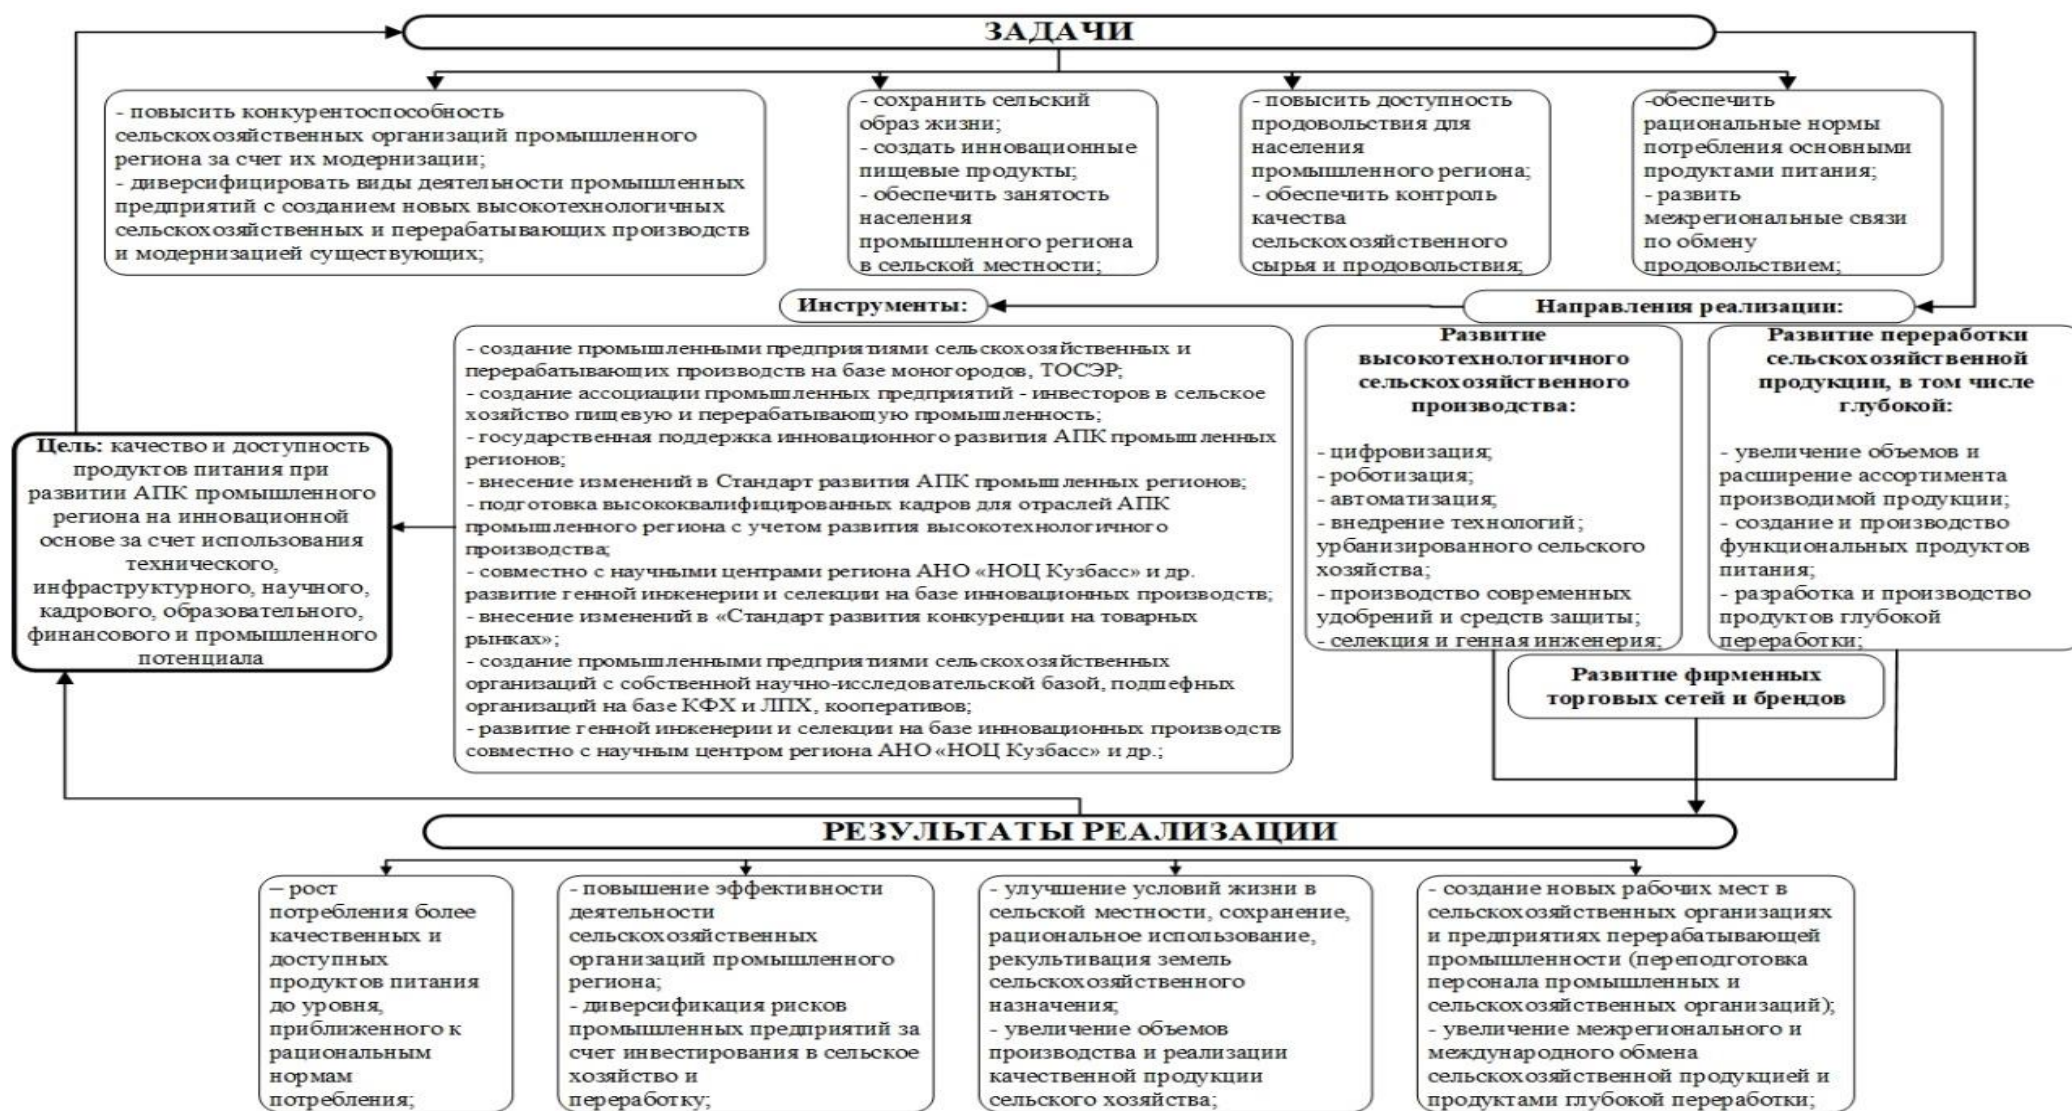 ЗАДАЧИ
- повысить конкурентоспособность
сельскохозяйственных организаций промышленного
региона за счет их модернизации;
- диверсифицировать виды деятельности промышленных
предприятий с созданием новых высокотехнологичных
сельскохозяйственных и перерабатывающих производств
и модернизацией существующих;
- сохранить сельский
образ жизни;
- создать инновационные
пищевые продукты;
- обеспечить занятость
населения
промышленного региона
в сельской местности;
- повысить доступность
продовольствия для
населения
промышленного региона;
- обеспечить контроль
качества
сельскохозяйственного
сырья и продовольствия;
-обеспечить
рациональные нормы
потребления основными
продуктами питания;
- развить
межрегиональные связи
по обмену
продовольствием;
Инструменты:
Направления реализации:
Цель: качество и доступность
продуктов питания при
развитии АПК промышленного
региона на инновационной
основе за счет использования
технического,
инфраструктурного, научного,
кадрового, образовательного,
финансового и промышленного
потенциала
- создание промышленными предприятиями сельскохозяйственных и
перерабатывающих производств на базе моногородов, ТОСЭР;
- создание ассоциации промышленных предприятий - инвесторов в сельское
хозяйство пищевую и перерабатывающую промышленность;
- государственная поддержка инновационного развития АПК промышленных
регионов;
- внесение изменений в Стандарт развития АПК промышленных регионов;
- подготовка высококвалифицированных кадров для отраслей АПК
промышленного региона с учетом развития высокотехнологичного
производства;
- совместно с научными центрами региона АНО «НОЦ Кузбасс» и др.
развитие генной инженерии и селекции на базе инновационных производств;
- внесение изменений в «Стандарт развития конкуренции на товарных
рынках»;
- создание промышленными предприятиями сельскохозяйственных
организаций с собственной научно-исследовательской базой, подшефных
организаций на базе КФХ и ЛПХ, кооперативов;
- развитие генной инженерии и селекции на базе инновационных производств
совместно с научным центром региона АНО «НОЦ Кузбасс» и др.;
Развитие
высокотехнологичного
сельскохозяйственного
производства:
- цифровизация;
- роботизация;
- автоматизация;
- внедрение технологий;
урбанизированного сельского
хозяйства;
- производство современных
удобрений и средств защиты;
- селекция и генная инженерия;
Развитие переработки
сельскохозяйственной
продукции, в том числе
глубокой:
- увеличение объемов и
расширение ассортимента
производимой продукции;
- создание и производство
функциональных продуктов
питания;
- разработка и производство
продуктов глубокой
переработки;
Развитие фирменных
торговых сетей и брендов
РЕЗУЛЬТАТЫ РЕАЛИЗАЦИИ
– рост
потребления более
качественных и
доступных
продуктов питания
до уровня,
приближенного к
рациональным
нормам
потребления;
- повышение эффективности
деятельности
сельскохозяйственных
организаций промышленного
региона;
- диверсификация рисков
промышленных предприятий за
счет инвестирования в сельское
хозяйство и
переработку;
- улучшение условий жизни в
сельской местности, сохранение,
рациональное использование,
рекультивация земель
сельскохозяйственного
назначения;
- увеличение объемов
производства и реализации
качественной продукции
сельского хозяйства;
- создание новых рабочих мест в
сельскохозяйственных организациях
и предприятиях перерабатывающей
промышленности (переподготовка
персонала промышленных и
сельскохозяйственных организаций);
- увеличение межрегионального и
международного обмена
сельскохозяйственной продукцией и
продуктами глубокой переработки;